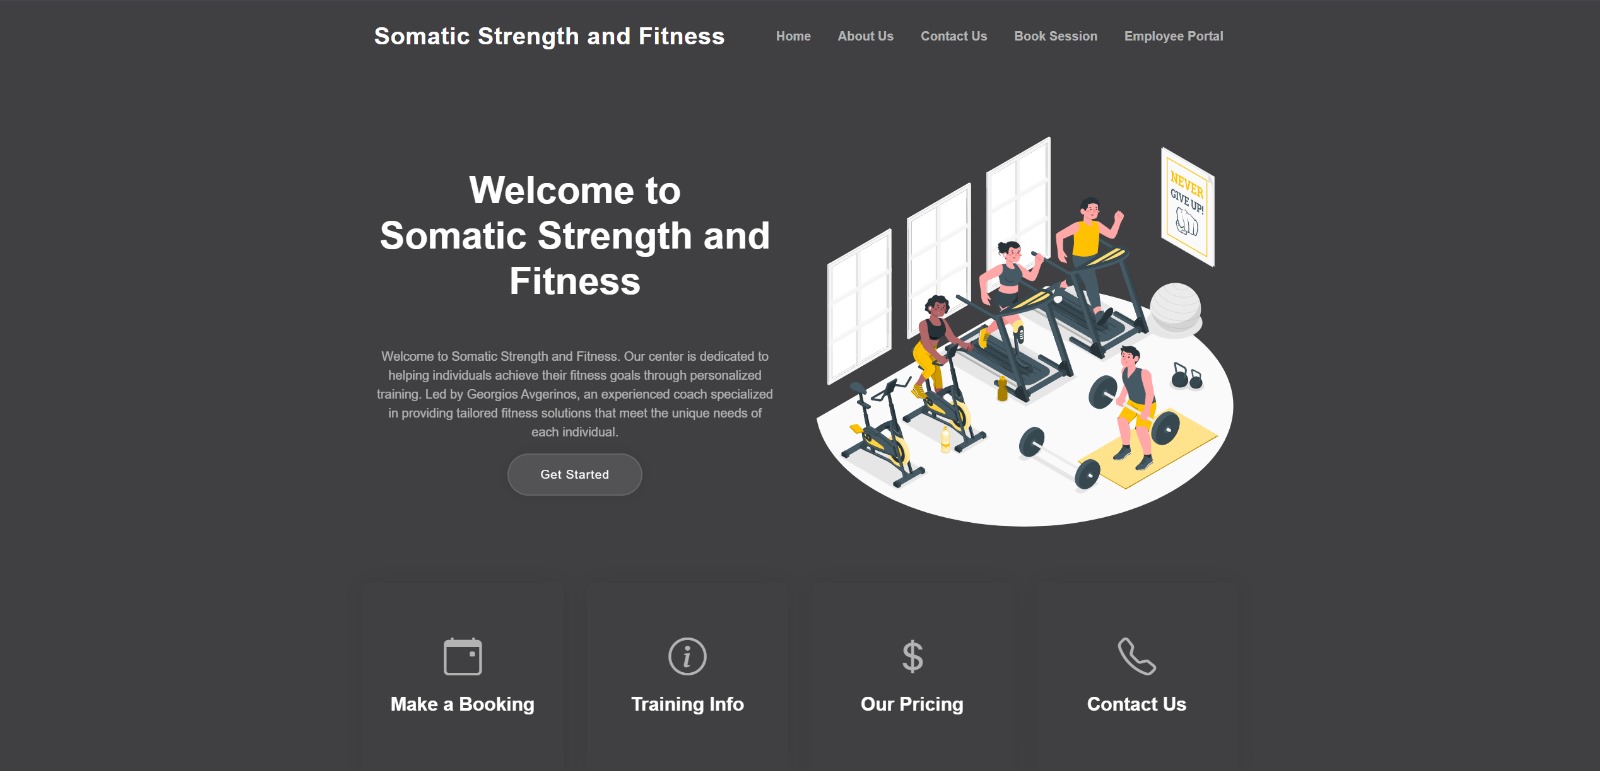 Somatic Strength and Fitness
Home
About Us
Contact Us
Book Session
Employee Portal
Welcome to
Somatic Strength and
Fitness
Welcome to Somatic Strength and Fitness. Our center is dedicated to
helping individuals achieve their fitness goals through personalized
training. Led by Georgios Avgerinos, an experienced coach specialized
in providing tailored fitness solutions that meet the unique needs of
each individual.
Get Started
NEVER
GIVE UP!
Make a Booking
Training Info
Our Pricing
Contact Us